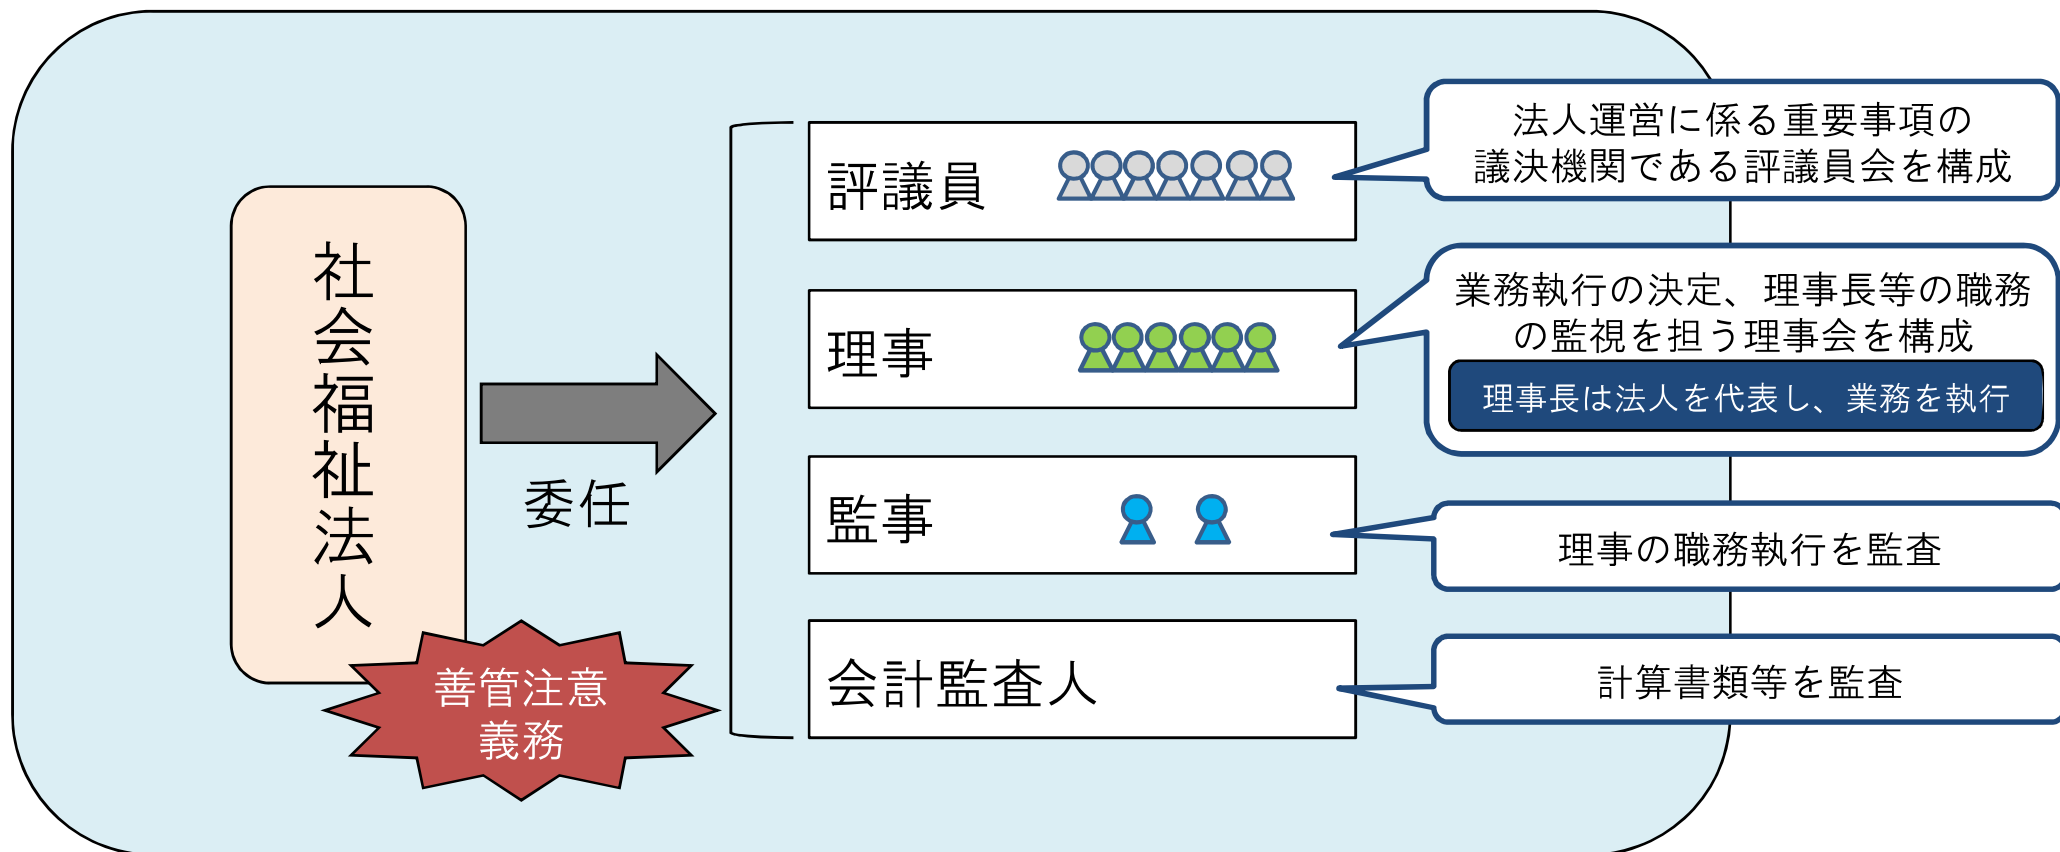 社会福祉法人
委任
善管注意
義務
評議員
法人運営に係る重要事項の
議決機関である評議員会を構成
理事
業務執行の決定、理事長等の職務
の監視を担う理事会を構成
理事長は法人を代表し、業務を執行
監事
理事の職務執行を監査
会計監査人
計算書類等を監査